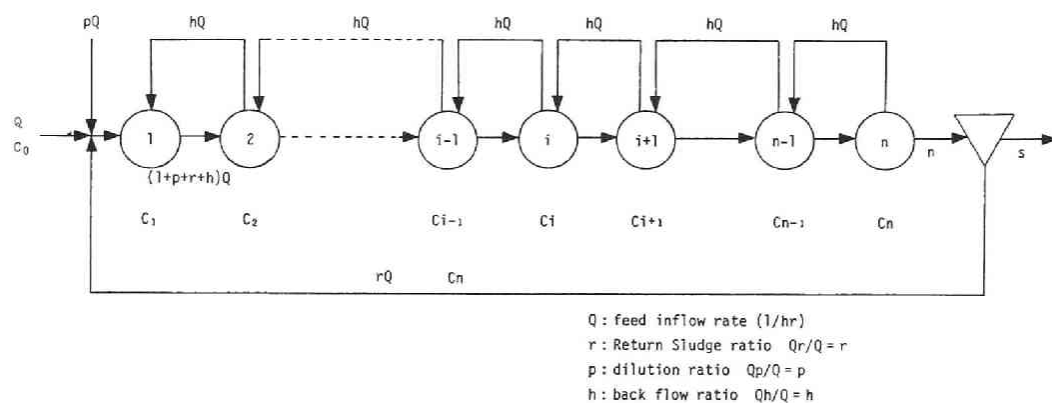 pQ hQ hQ hQ hQ hQ hQ
Q
C₀
1 2 i-1 i i+1 n-1 n n s
(1+p+r+h)Q
C₁ C₂ Ci-₁ Ci Ci+₁ Cn-₁ Cn
rQ Cn
Q : feed inflow rate (l/hr)
r : Return Sludge ratio Qr/Q = r
p : dilution ratio Qp/Q = p
h : back flow ratio Qh/Q = h